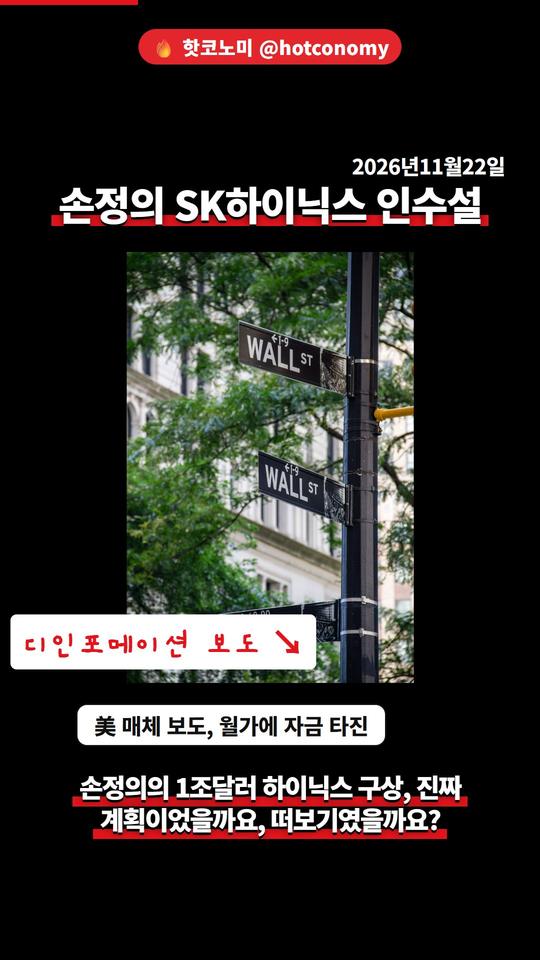 🔥 핫코노미 @hotconomy
2026년11월22일
손정의 SK하이닉스 인수설
←1-9
WALL ST
←1-9
WALL ST
디인포메이션 보도 ↘
美 매체 보도, 월가에 자금 타진
손정의의 1조달러 하이닉스 구상, 진짜
계획이었을까요, 떠보기였을까요?